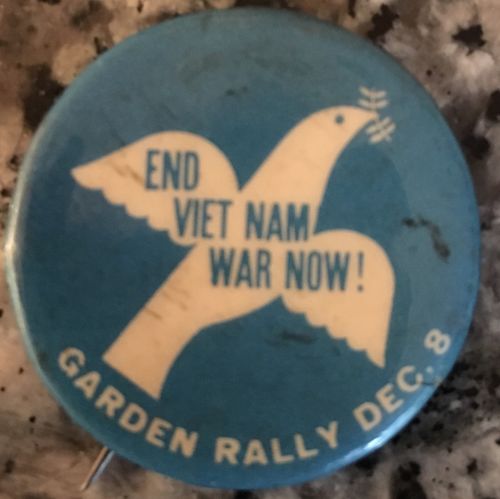 END
VIET NAM
WAR NOW!
GARDEN RALLY DEC. 8